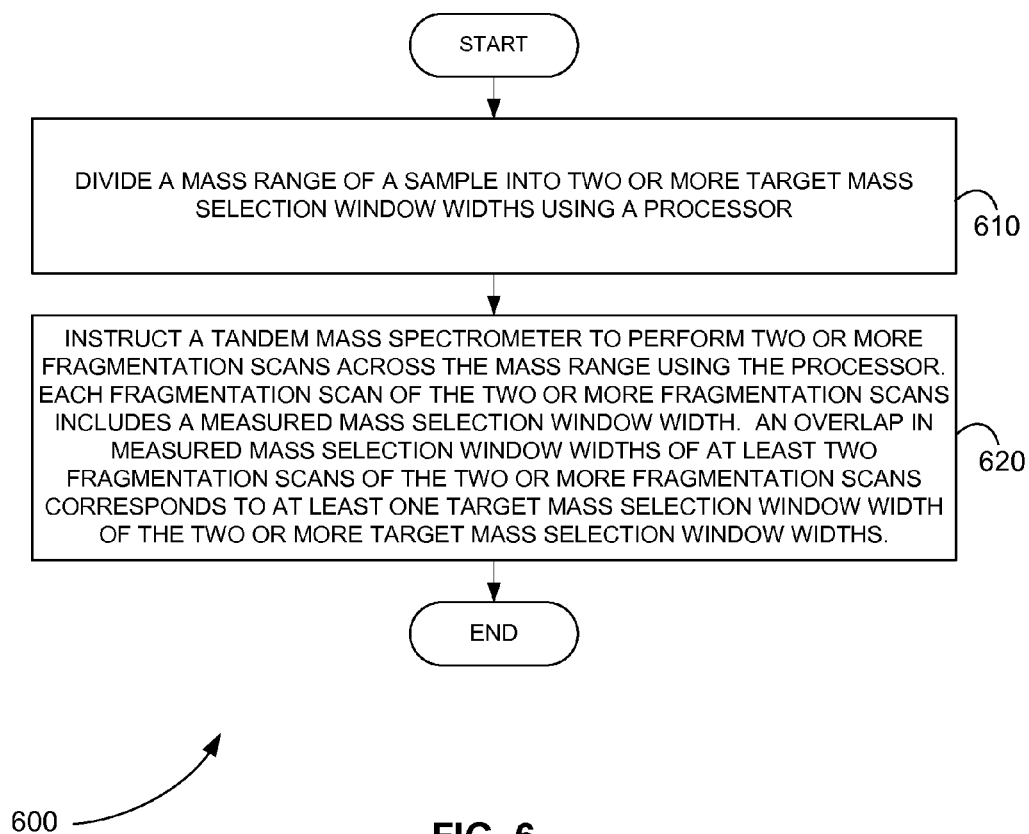 START
DIVIDE A MASS RANGE OF A SAMPLE INTO TWO OR MORE TARGET MASS
SELECTION WINDOW WIDTHS USING A PROCESSOR
610
INSTRUCT A TANDEM MASS SPECTROMETER TO PERFORM TWO OR MORE
FRAGMENTATION SCANS ACROSS THE MASS RANGE USING THE PROCESSOR.
EACH FRAGMENTATION SCAN OF THE TWO OR MORE FRAGMENTATION SCANS
INCLUDES A MEASURED MASS SELECTION WINDOW WIDTH. AN OVERLAP IN
MEASURED MASS SELECTION WINDOW WIDTHS OF AT LEAST TWO
FRAGMENTATION SCANS OF THE TWO OR MORE FRAGMENTATION SCANS
CORRESPONDS TO AT LEAST ONE TARGET MASS SELECTION WINDOW WIDTH
OF THE TWO OR MORE TARGET MASS SELECTION WINDOW WIDTHS.
620
END
600
FIG. 6